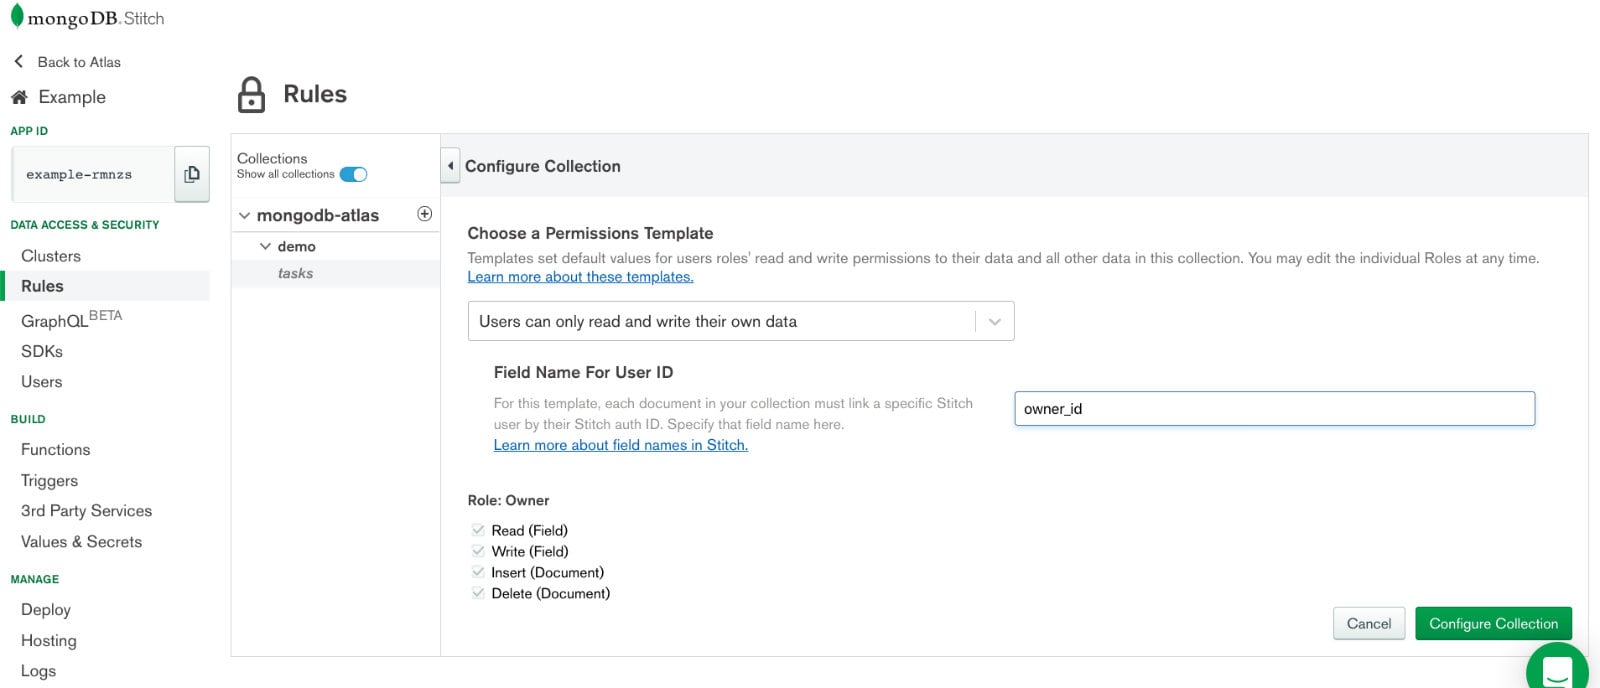 mongoDB. Stitch
Back to Atlas
Example
APP ID
example-rmnzs
DATA ACCESS & SECURITY
Clusters
Rules
GraphQL BETA
SDKs
Users
BUILD
Functions
Triggers
3rd Party Services
Values & Secrets
MANAGE
Deploy
Hosting
Logs
Rules
Collections
Show all collections
mongodb-atlas
demo
tasks
Configure Collection
Choose a Permissions Template
Templates set default values for users roles' read and write permissions to their data and all other data in this collection. You may edit the individual Roles at any time.
Learn more about these templates.
Users can only read and write their own data
Field Name For User ID
For this template, each document in your collection must link a specific Stitch
user by their Stitch auth ID. Specify that field name here.
Learn more about field names in Stitch.
owner_id
Role: Owner
Read (Field)
Write (Field)
Insert (Document)
Delete (Document)
Cancel
Configure Collection